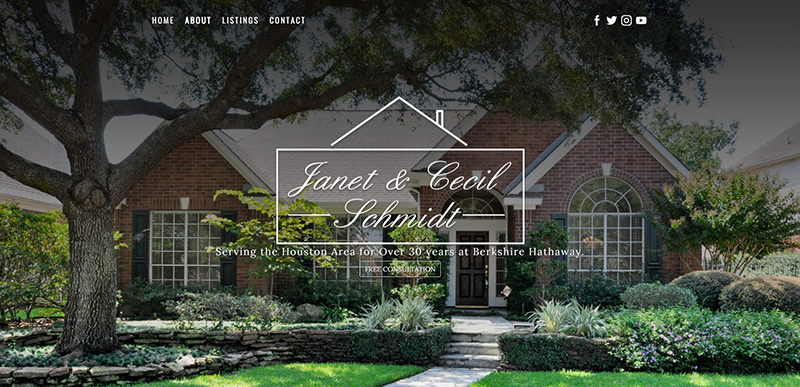 HOME ABOUT LISTINGS CONTACT
Janet & Cecil
Schmidt
Serving the Houston Area for Over 30 years at Berkshire Hathaway.
FREE CONSULTATION